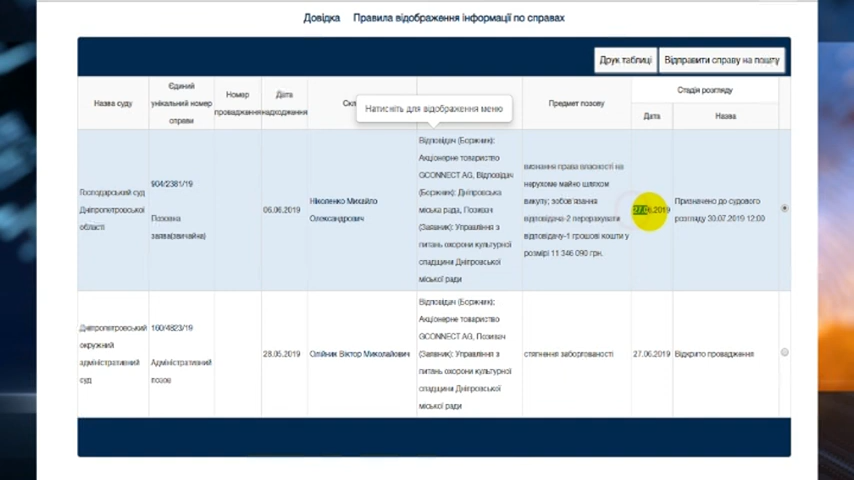 Довідка Правила відображення інформації по справах
Друк таблиці Відправити справу на пошту
Назва суду
Єдиний
унікальний номер
справи
Номер
провадження
Дата
надходження
Скл
Натисніть для відображення меню
Предмет позову
Стадія розгляду
Дата
Назва
Господарський суд
Дніпропетровської
області
904/2381/19
Позовна
заява(звичайна)
06.06.2019
Ніколенко Михайло
Олександрович
Відповідач (Боржник):
Акціонерне товариство
GCONNECT AG, Відповідач
(Боржник): Дніпровська
міська рада, Позивач
(Заявник): Управління з
питань охорони культурної
спадщини Дніпровської
міської ради
визнання права власності на
нерухоме майно шляхом
викупу; зобов'язання
відповідача-2 перерахувати
відповідачу-1 грошові кошти у
розмірі 11 346 090 грн.
27.06.2019
Призначено до судового
розгляду 30.07.2019 12:00
Дніпропетровський
окружний
адміністративний
суд
160/4823/19
Адміністративний
позов
28.05.2019
Олійник Віктор Миколайович
Відповідач (Боржник):
Акціонерне товариство
GCONNECT AG, Позивач
(Заявник): Управління з
питань охорони культурної
спадщини Дніпровської
міської ради
стягнення заборгованості
27.06.2019
Відкрито провадження